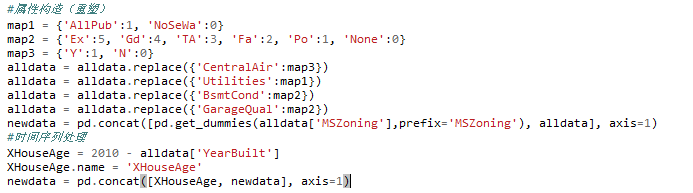 #属性构造（重塑）
map1 = {'AllPub':1, 'NoSeWa':0}
map2 = {'Ex':5, 'Gd':4, 'TA':3, 'Fa':2, 'Po':1, 'None':0}
map3 = {'Y':1, 'N':0}
alldata = alldata.replace({'CentralAir':map3})
alldata = alldata.replace({'Utilities':map1})
alldata = alldata.replace({'BsmtCond':map2})
alldata = alldata.replace({'GarageQual':map2})
newdata = pd.concat([pd.get_dummies(alldata['MSZoning'],prefix='MSZoning'), alldata], axis=1)
#时间序列处理
XHouseAge = 2010 - alldata['YearBuilt']
XHouseAge.name = 'XHouseAge'
newdata = pd.concat([XHouseAge, newdata], axis=1)